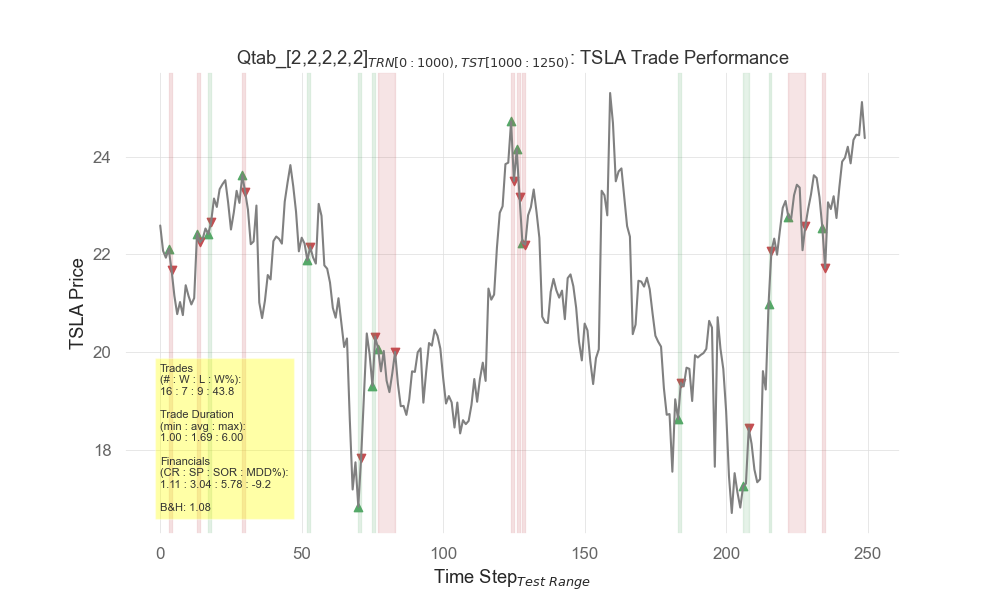 Qtab_[2,2,2,2,2]TRN[0 : 1000), TST[1000 : 1250): TSLA Trade Performance
TSLA Price
24
22
20
18
Trades
(# : W : L : W%):
16 : 7 : 9 : 43.8
Trade Duration
(min : avg : max):
1.00 : 1.69 : 6.00
Financials
(CR : SP : SOR : MDD%):
1.11 : 3.04 : 5.78 : -9.2
B&H: 1.08
0 50 100 150 200 250
Time StepTest Range